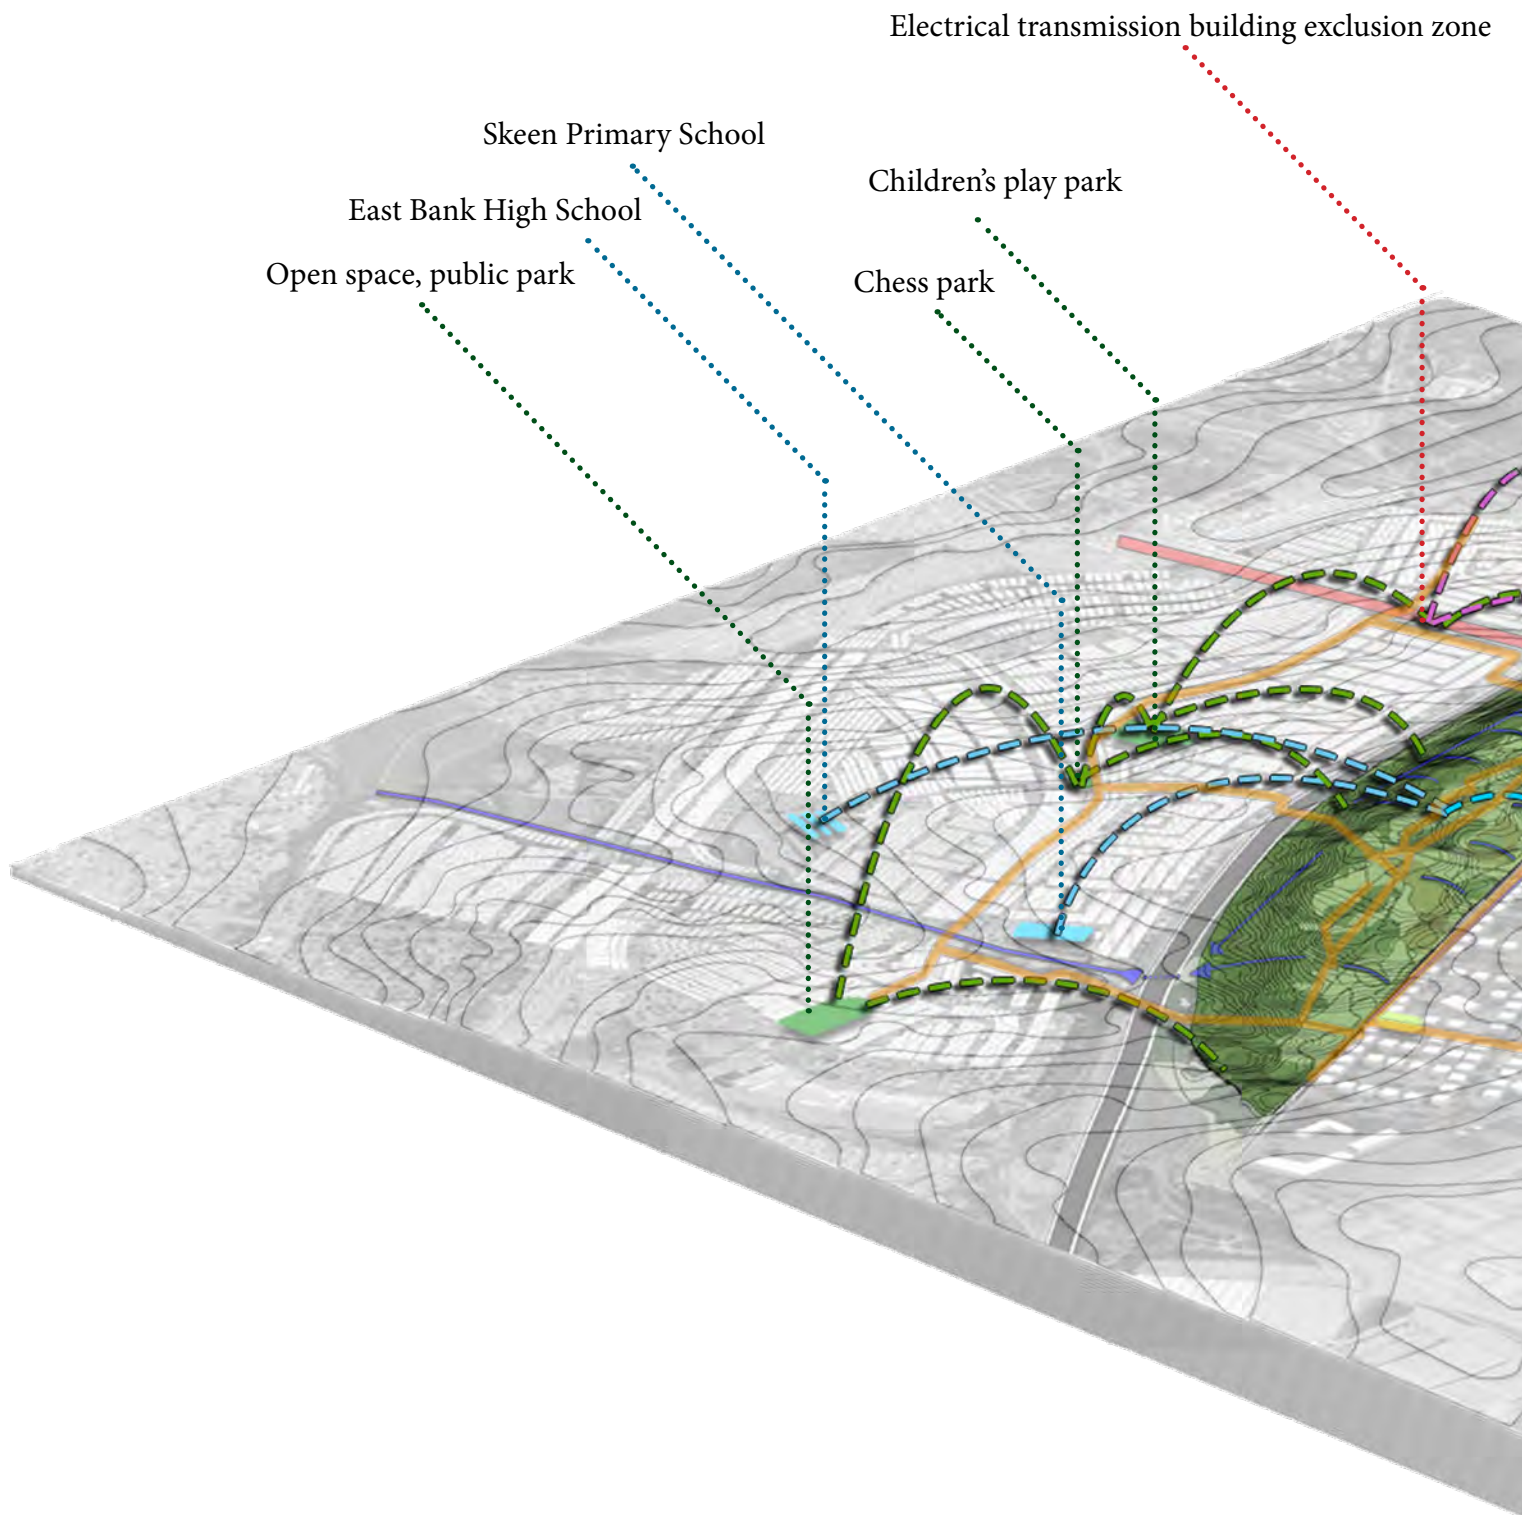 Electrical transmission building exclusion zone
Skeen Primary School
Children’s play park
East Bank High School
Open space, public park
Chess park